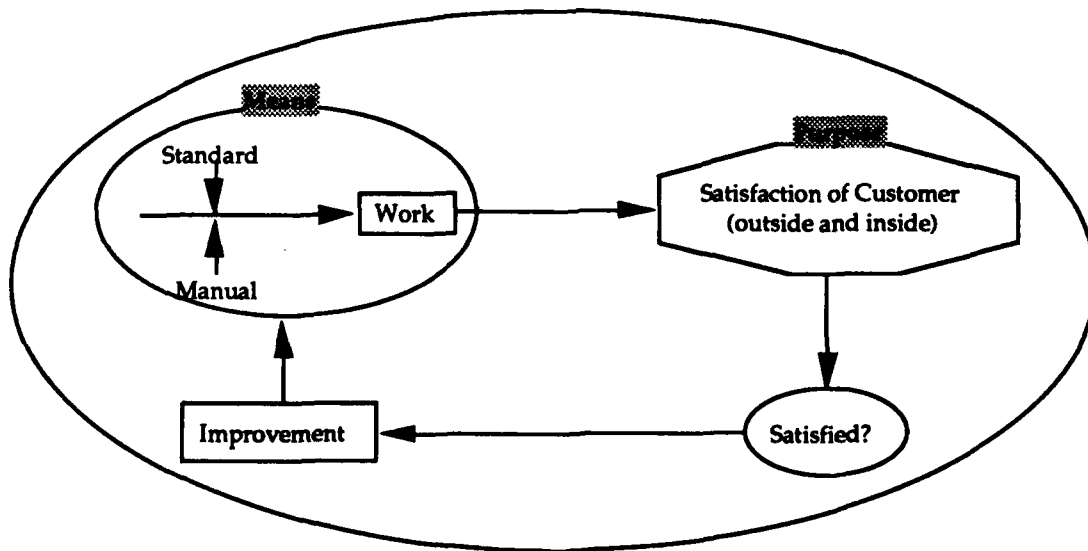 Means
Purpose
Standard
Satisfaction of Customer
(outside and inside)
Work
Manual
Improvement
Satisfied?